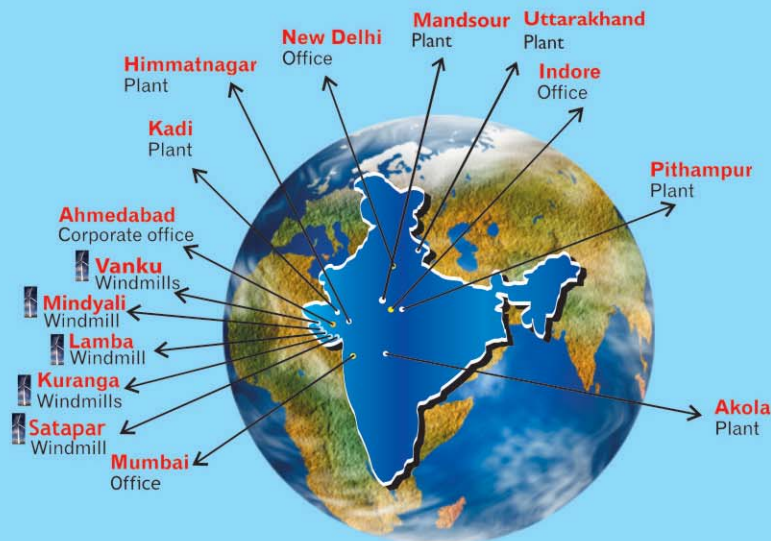 Mandsour
Plant
Uttarakhand
Plant
New Delhi
Office
Himmatnagar
Plant
Indore
Office
Kadi
Plant
Pithampur
Plant
Ahmedabad
Corporate office
Vanku
Windmills
Mindyali
Windmill
Lamba
Windmill
Kuranga
Windmills
Satapar
Windmill
Akola
Plant
Mumbai
Office